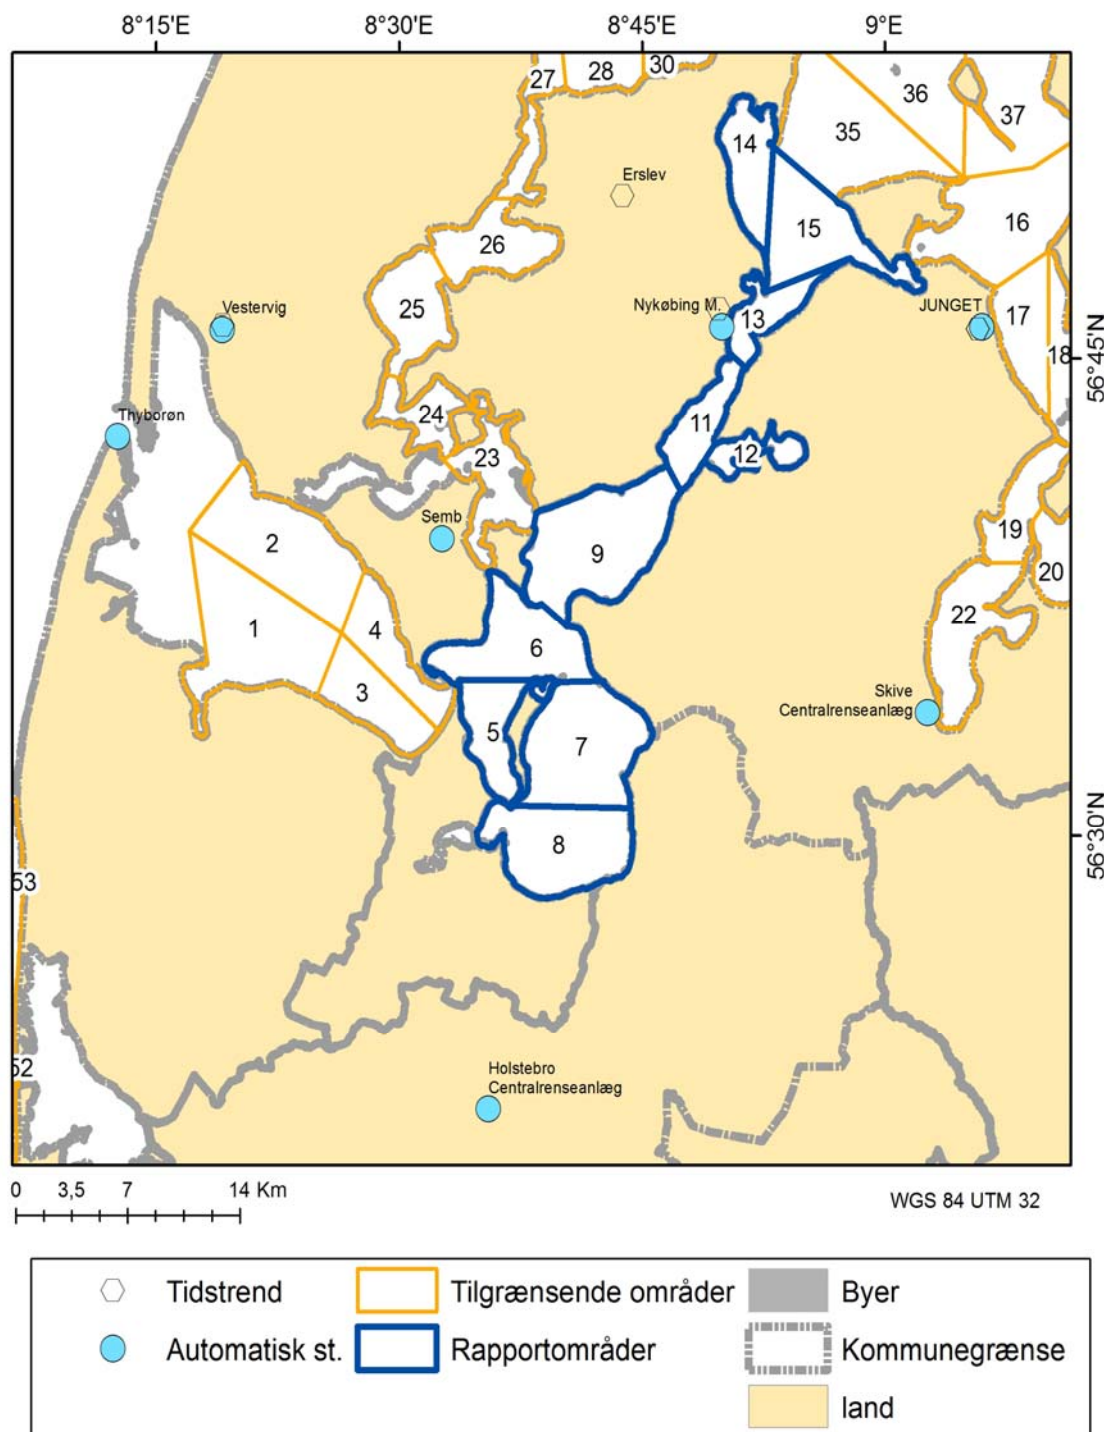 8°15'E
8°30'E
8°45'E
9°E
27
28
30
36
37
14
35
Erslev
16
15
26
25
Vestervig
Nykøbing M.
13
JUNGET
17
18
56°45'N
Thyborøn
24
11
12
23
Semb
2
9
19
20
1
4
22
6
3
Skive
Centralrenseanlæg
5
7
8
56°30'N
53
52
Holstebro
Centralrenseanlæg
0 3,5 7 14 Km
WGS 84 UTM 32
Tidstrend
Tilgrænsende områder
Byer
Automatisk st.
Rapportområder
Kommunegrænse
land